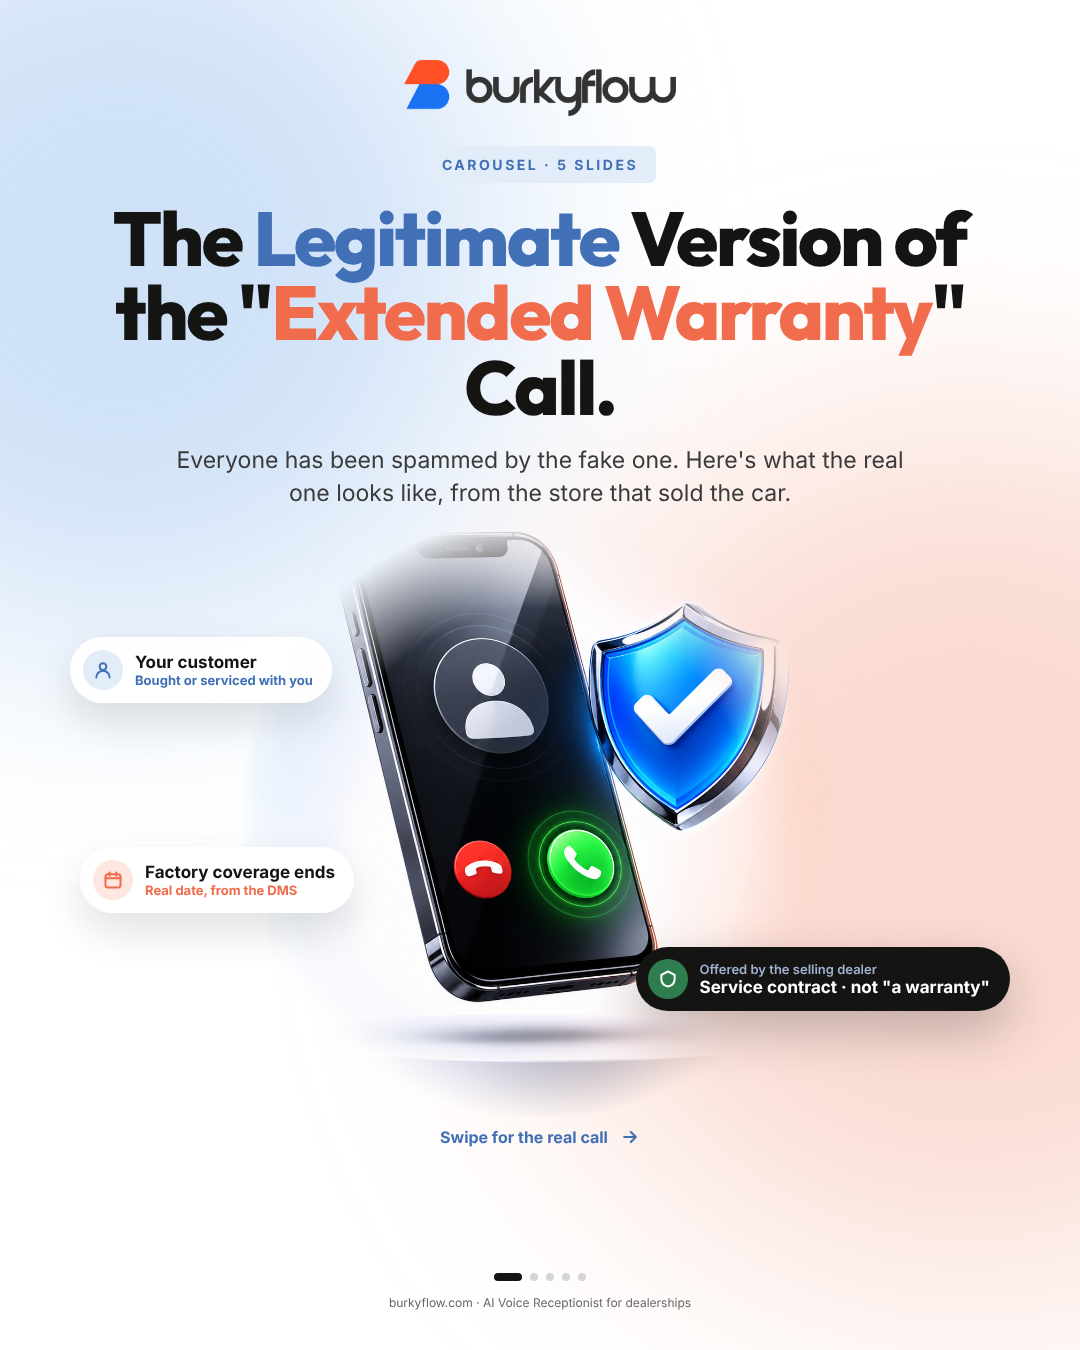 burkyflow
CAROUSEL · 5 SLIDES
The Legitimate Version of
the "Extended Warranty"
Call.
Everyone has been spammed by the fake one. Here's what the real
one looks like, from the store that sold the car.
Your customer
Bought or serviced with you
Factory coverage ends
Real date, from the DMS
Offered by the selling dealer
Service contract · not "a warranty"
Swipe for the real call →
burkyflow.com · AI Voice Receptionist for dealerships